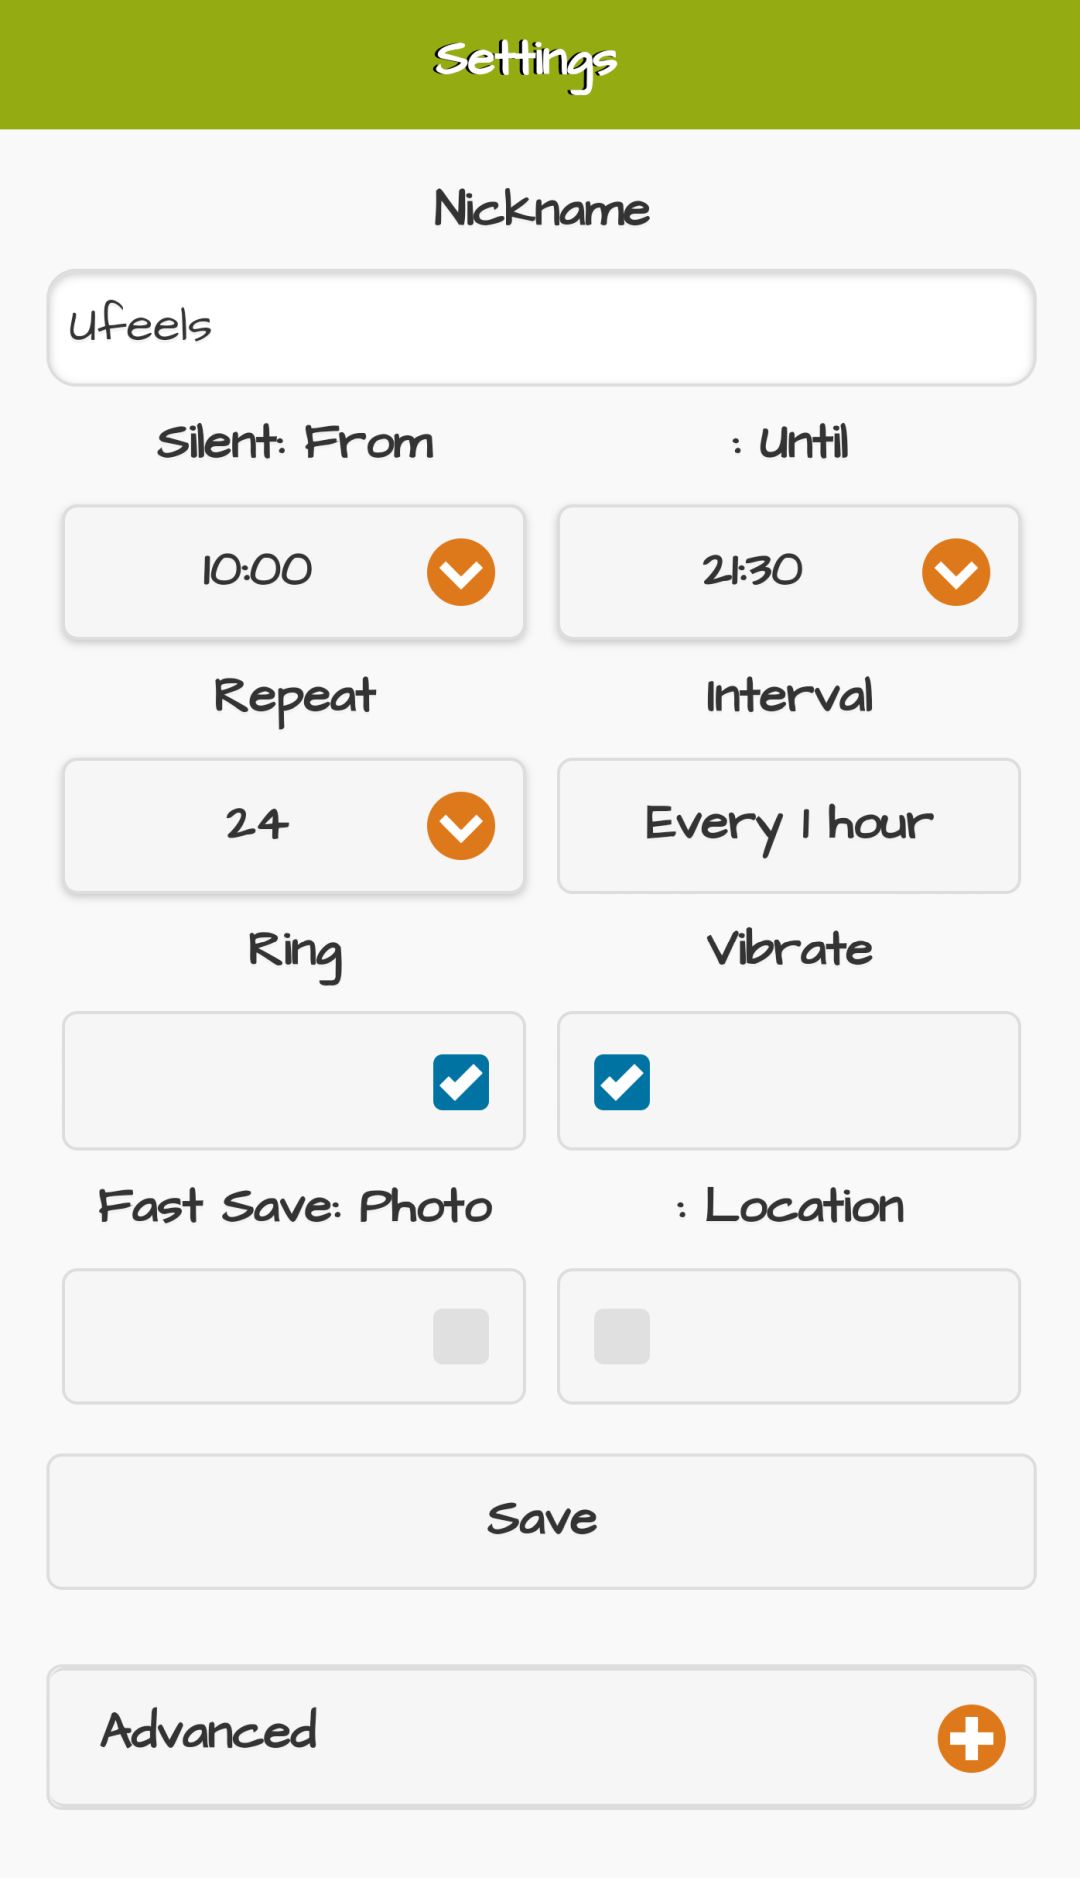 Settings
Nickname
Ufeels
Silent: From : Until
10:00 21:30
Repeat Interval
24 Every 1 hour
Ring Vibrate
Fast Save: Photo : Location
Save
Advanced